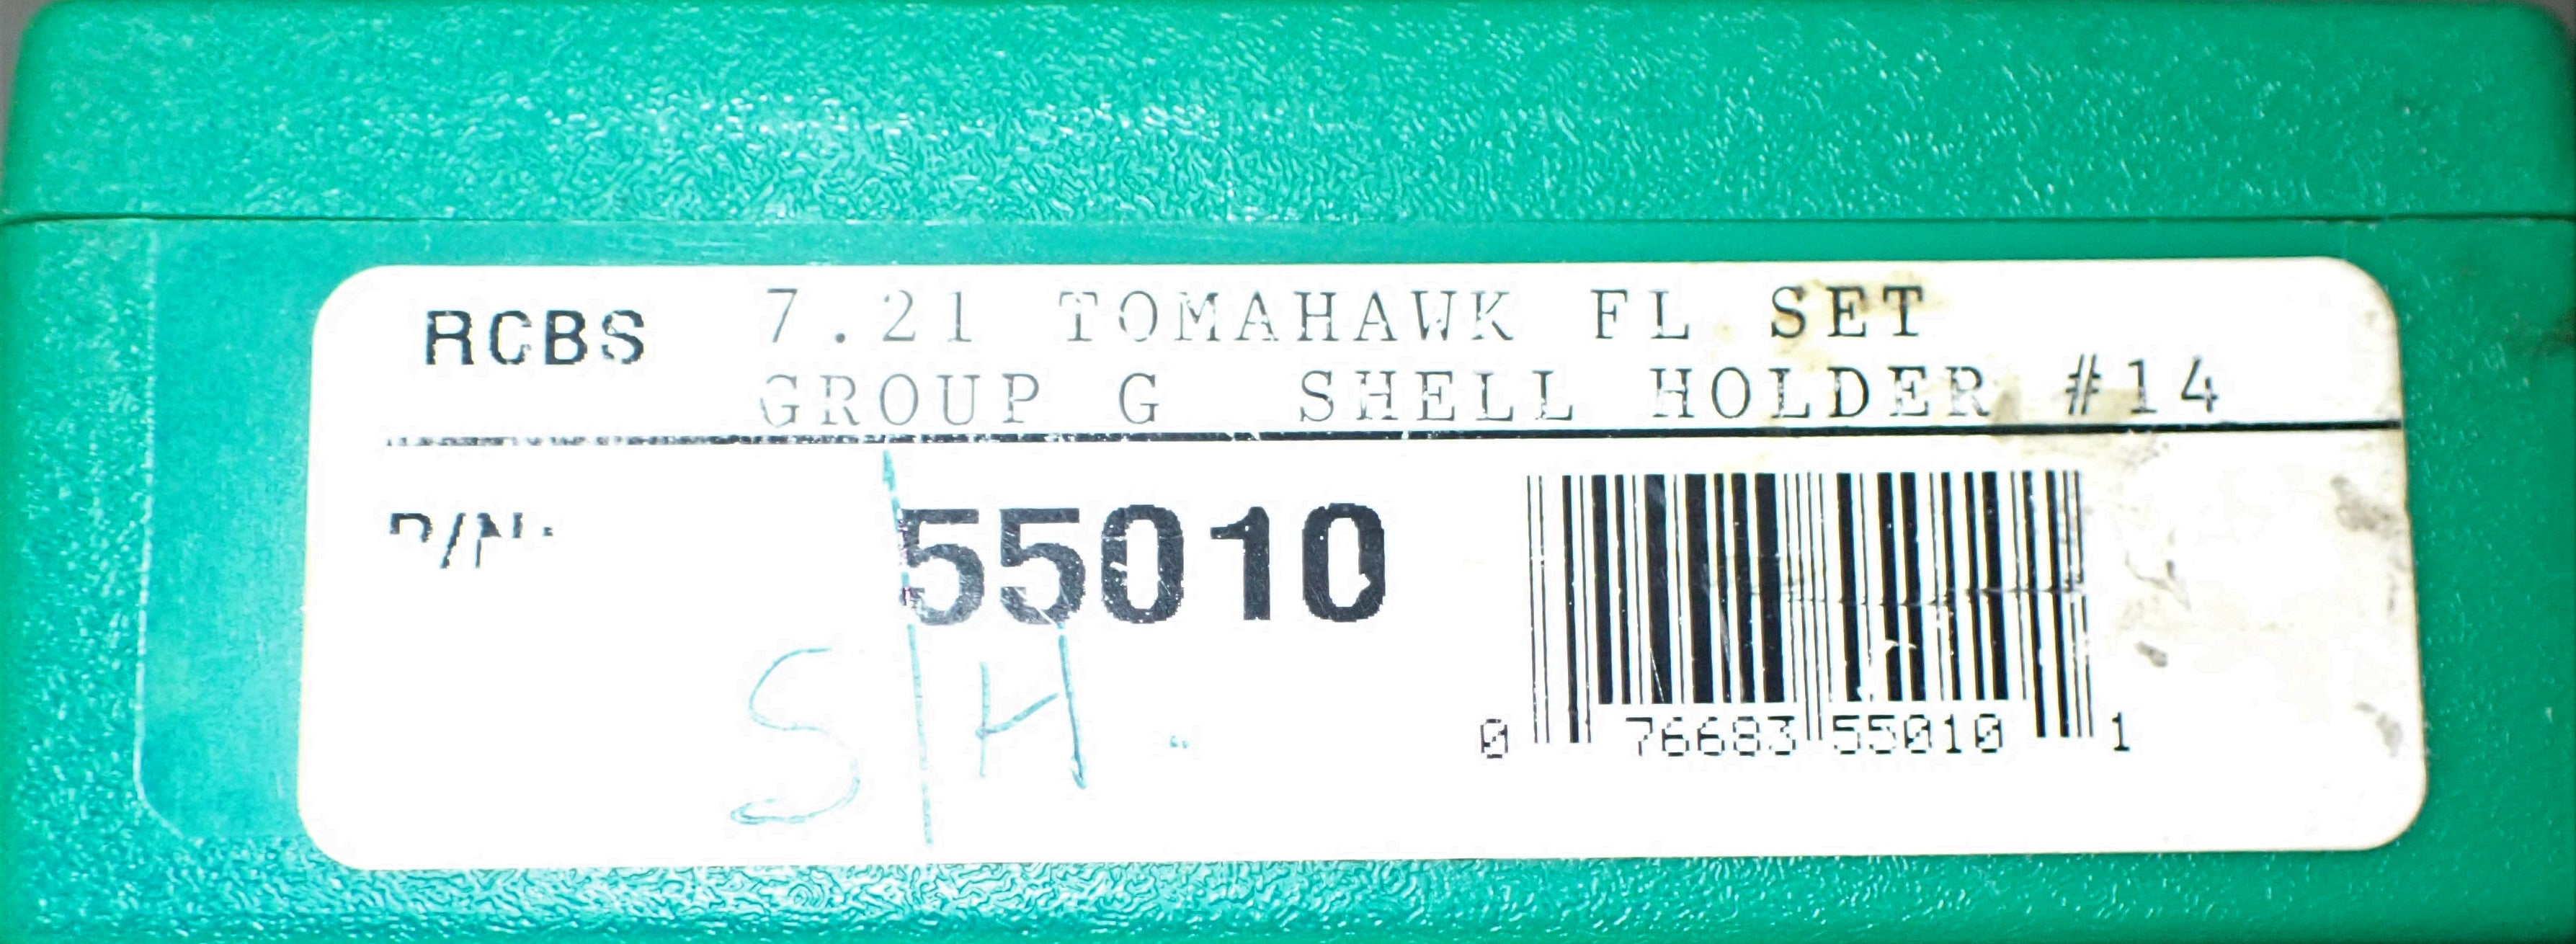 RCBS 7.21 TOMAHAWK FL SET
GROUP G SHELL HOLDER #14
P/N: 55010
S/H
0 76683 55010 1